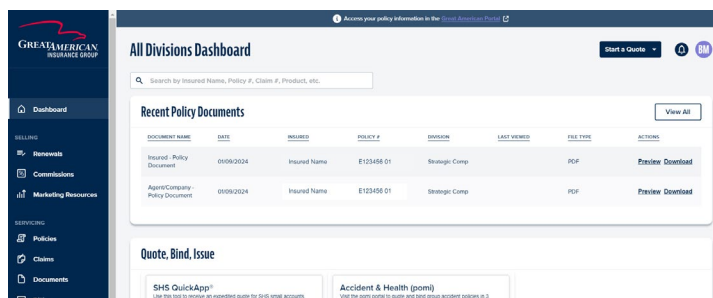 Access your policy information in the Great American Portal
GREATAMERICAN.
INSURANCE GROUP
All Divisions Dashboard
Start a Quote
BM
Search by Insured Name, Policy #, Claim #, Product, etc.
Dashboard
Recent Policy Documents
View All
DOCUMENT NAME DATE INSURED POLICY # DIVISION LAST VIEWED FILE TYPE ACTIONS
SELLING
Renewals
Insured - Policy
Document 01/09/2024 Insured Name E123456 01 Strategic Comp PDF Preview Download
Commissions
Marketing Resources
Agent/Company -
Policy Document 01/09/2024 Insured Name E123456 01 Strategic Comp PDF Preview Download
SERVICING
Policies
Claims
Documents
Quote, Bind, Issue
SHS QuickApp®
Use this tool to receive an expedited quote for SHS small accounts
Accident & Health (pomi)
Visit the pomi portal to quote and bind group accident policies in 3